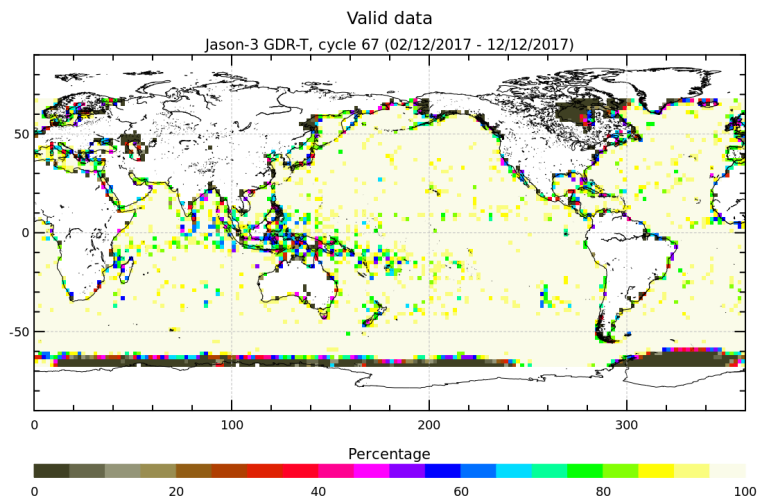 Valid data
Jason-3 GDR-T, cycle 67 (02/12/2017 - 12/12/2017)
50
0
-50
0 100 200 300
Percentage
0 20 40 60 80 100